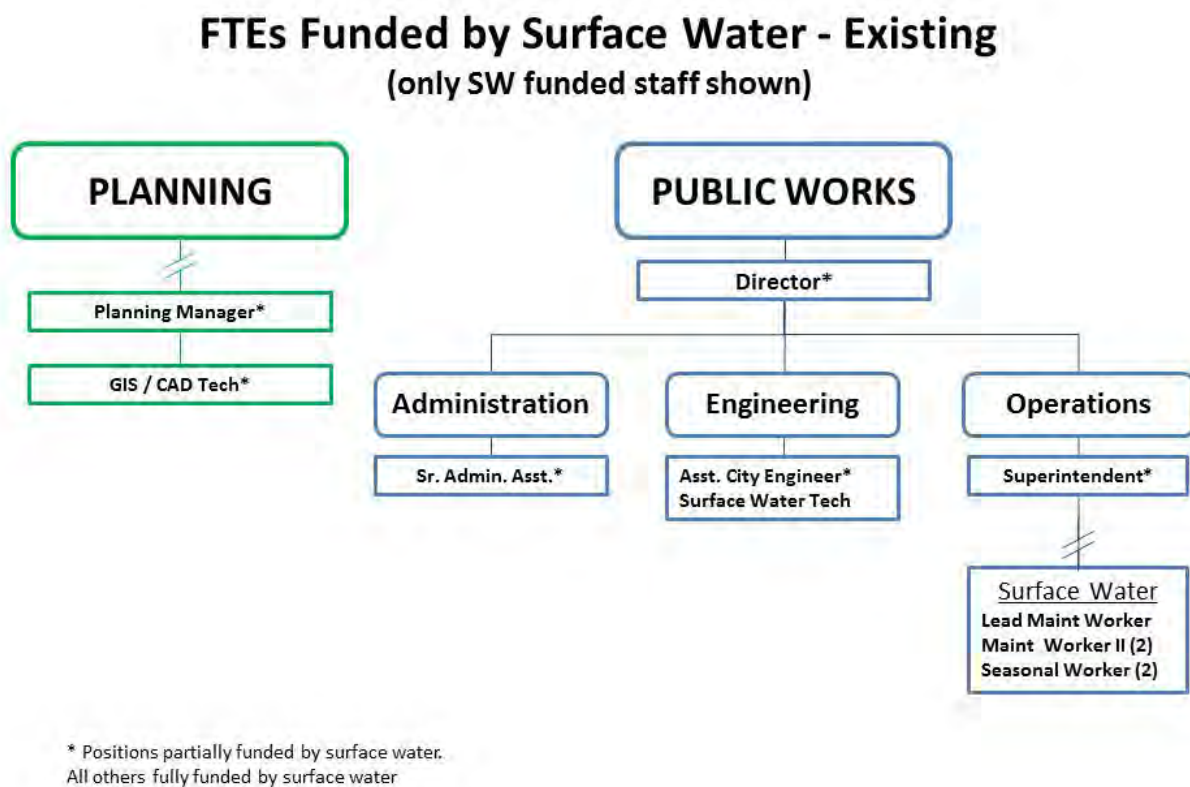 FTEs Funded by Surface Water - Existing
(only SW funded staff shown)
PLANNING
Planning Manager*
GIS / CAD Tech*
PUBLIC WORKS
Director*
Administration
Sr. Admin. Asst.*
Engineering
Asst. City Engineer*
Surface Water Tech
Operations
Superintendent*
Surface Water
Lead Maint Worker
Maint Worker II (2)
Seasonal Worker (2)
* Positions partially funded by surface water.
All others fully funded by surface water